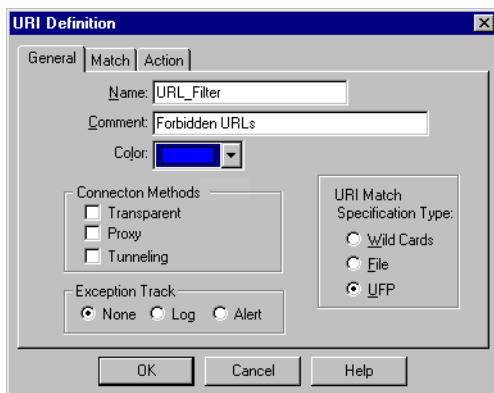 URI Definition
General Match Action
Name: URL_Filter
Comment: Forbidden URLs
Color:
Connecton Methods
Transparent
Proxy
Tunneling
URI Match
Specification Type:
Wild Cards
File
UFP
Exception Track
None Log Alert
OK Cancel Help